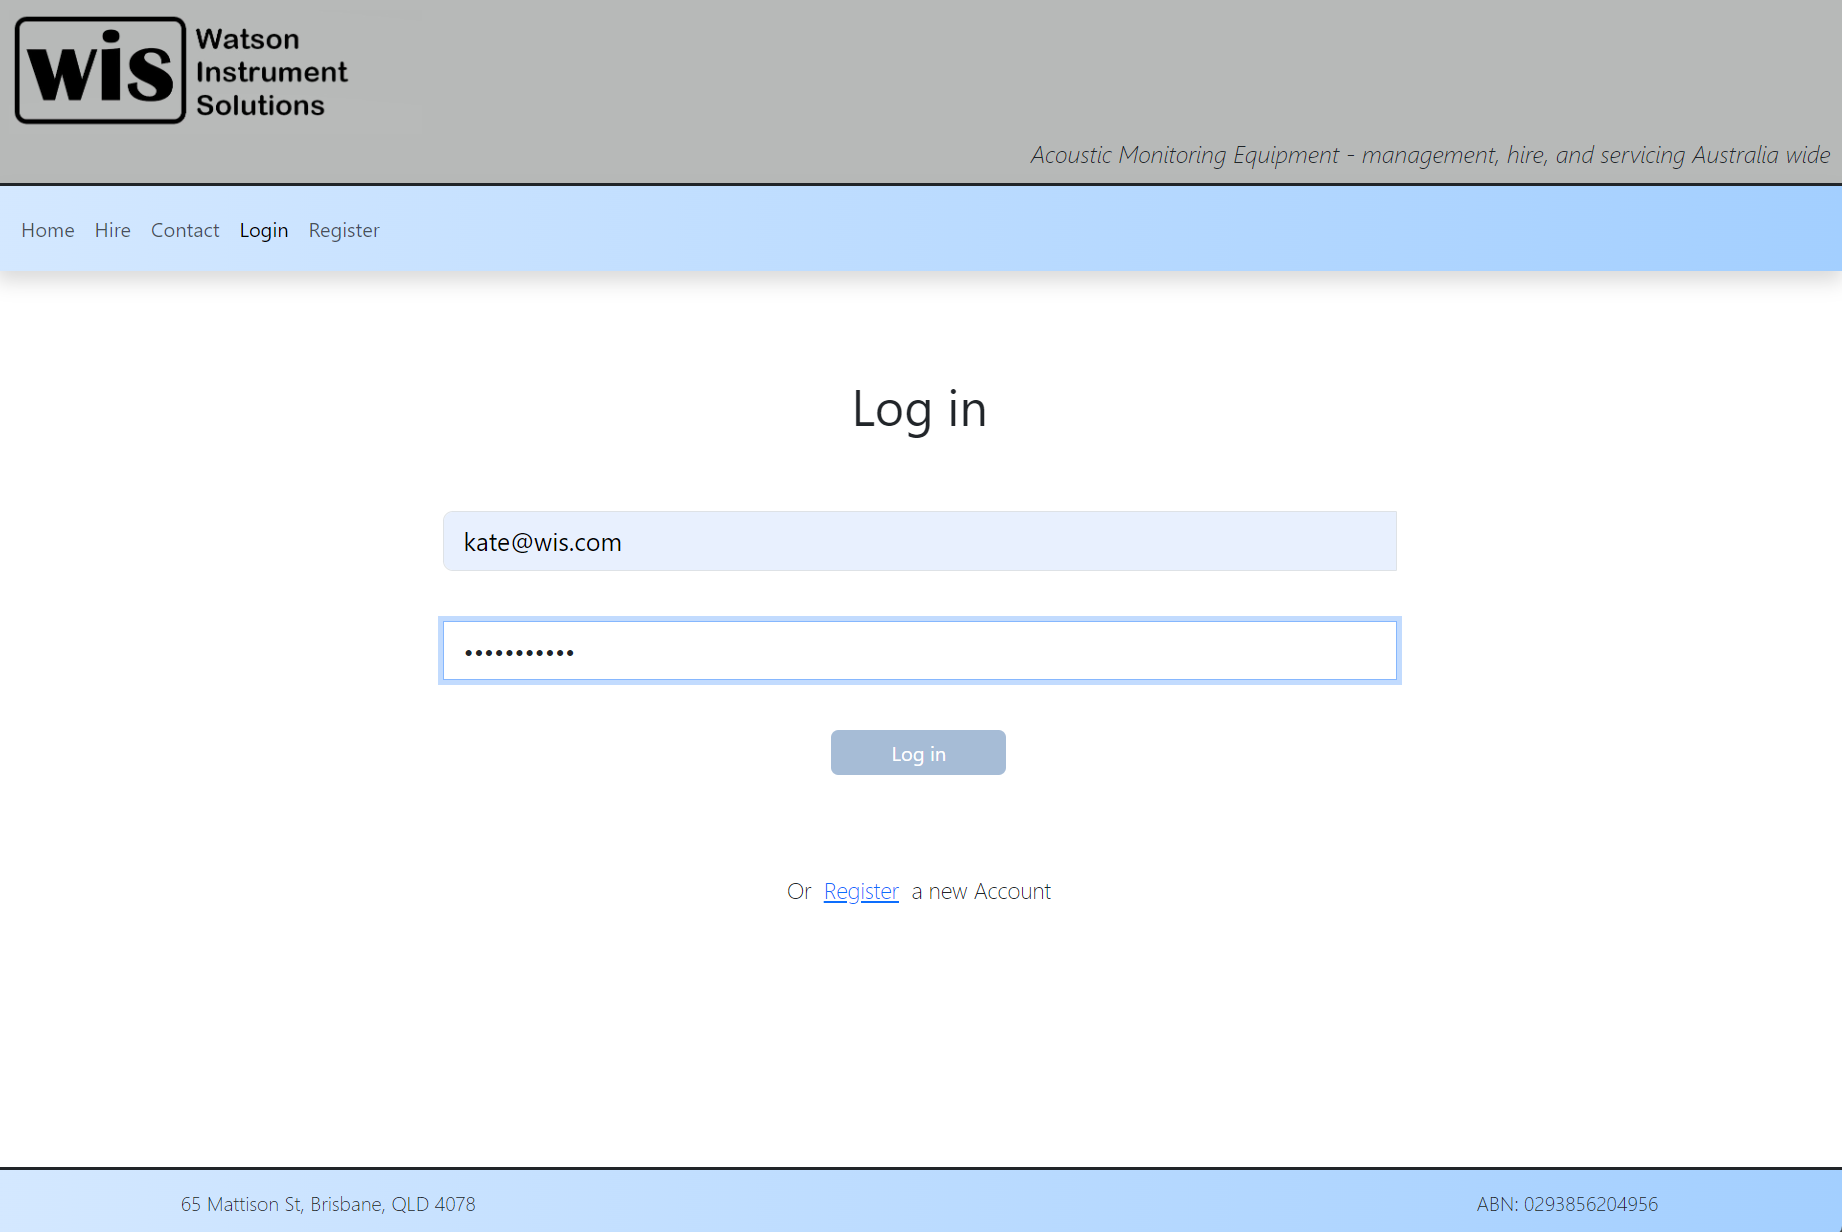 wis
Watson
Instrument
Solutions
Acoustic Monitoring Equipment - management, hire, and servicing Australia wide
Home Hire Contact Login Register
Log in
kate@wis.com
•••••••••••
Log in
Or Register a new Account
65 Mattison St, Brisbane, QLD 4078
ABN: 0293856204956